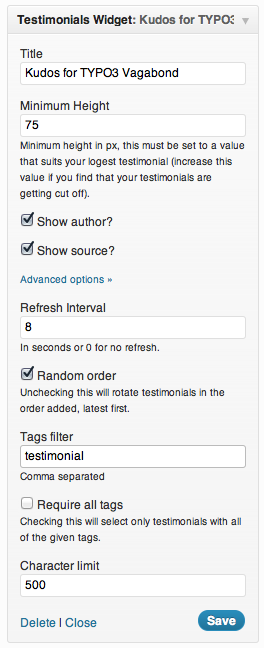 Testimonials Widget: Kudos for TYPO3
Title
Kudos for TYPO3 Vagabond
Minimum Height
75
Minimum height in px, this must be set to a value
that suits your logest testimonial (increase this
value if you find that your testimonials are
getting cut off).
Show author?
Show source?
Advanced options »
Refresh Interval
8
In seconds or 0 for no refresh.
Random order
Unchecking this will rotate testimonials in the
order added, latest first.
Tags filter
testimonial
Comma separated
Require all tags
Checking this will select only testimonials with all
of the given tags.
Character limit
500
Delete | Close
Save